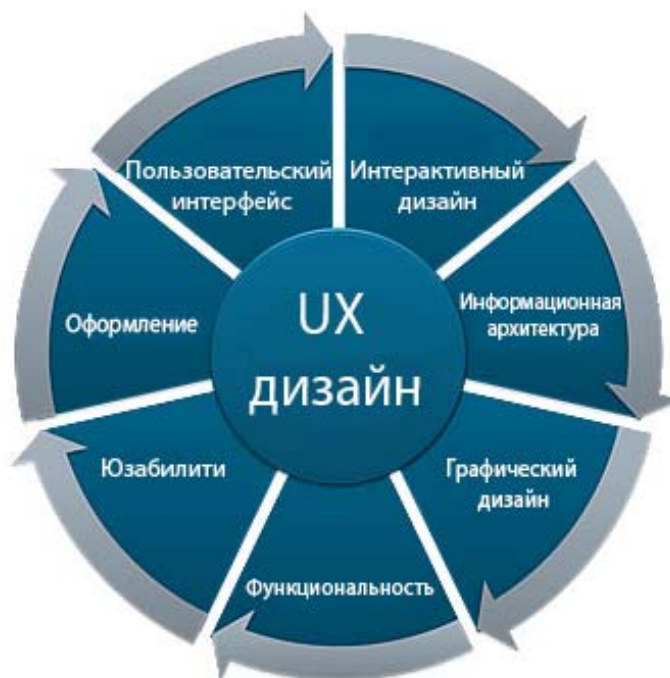 UX
дизайн
Интерактивный
дизайн
Информационная
архитектура
Графический
дизайн
Функциональность
Юзабилити
Оформление
Пользовательский
интерфейс